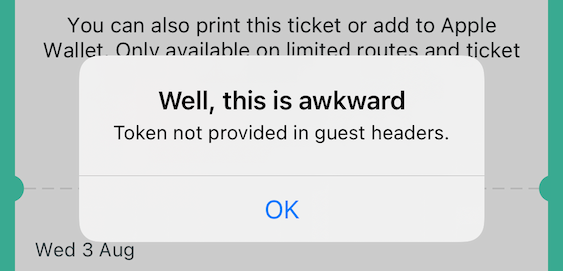 You can also print this ticket or add to Apple
Wallet. Only available on limited routes and ticket
Well, this is awkward
Token not provided in guest headers.
OK
Wed 3 Aug